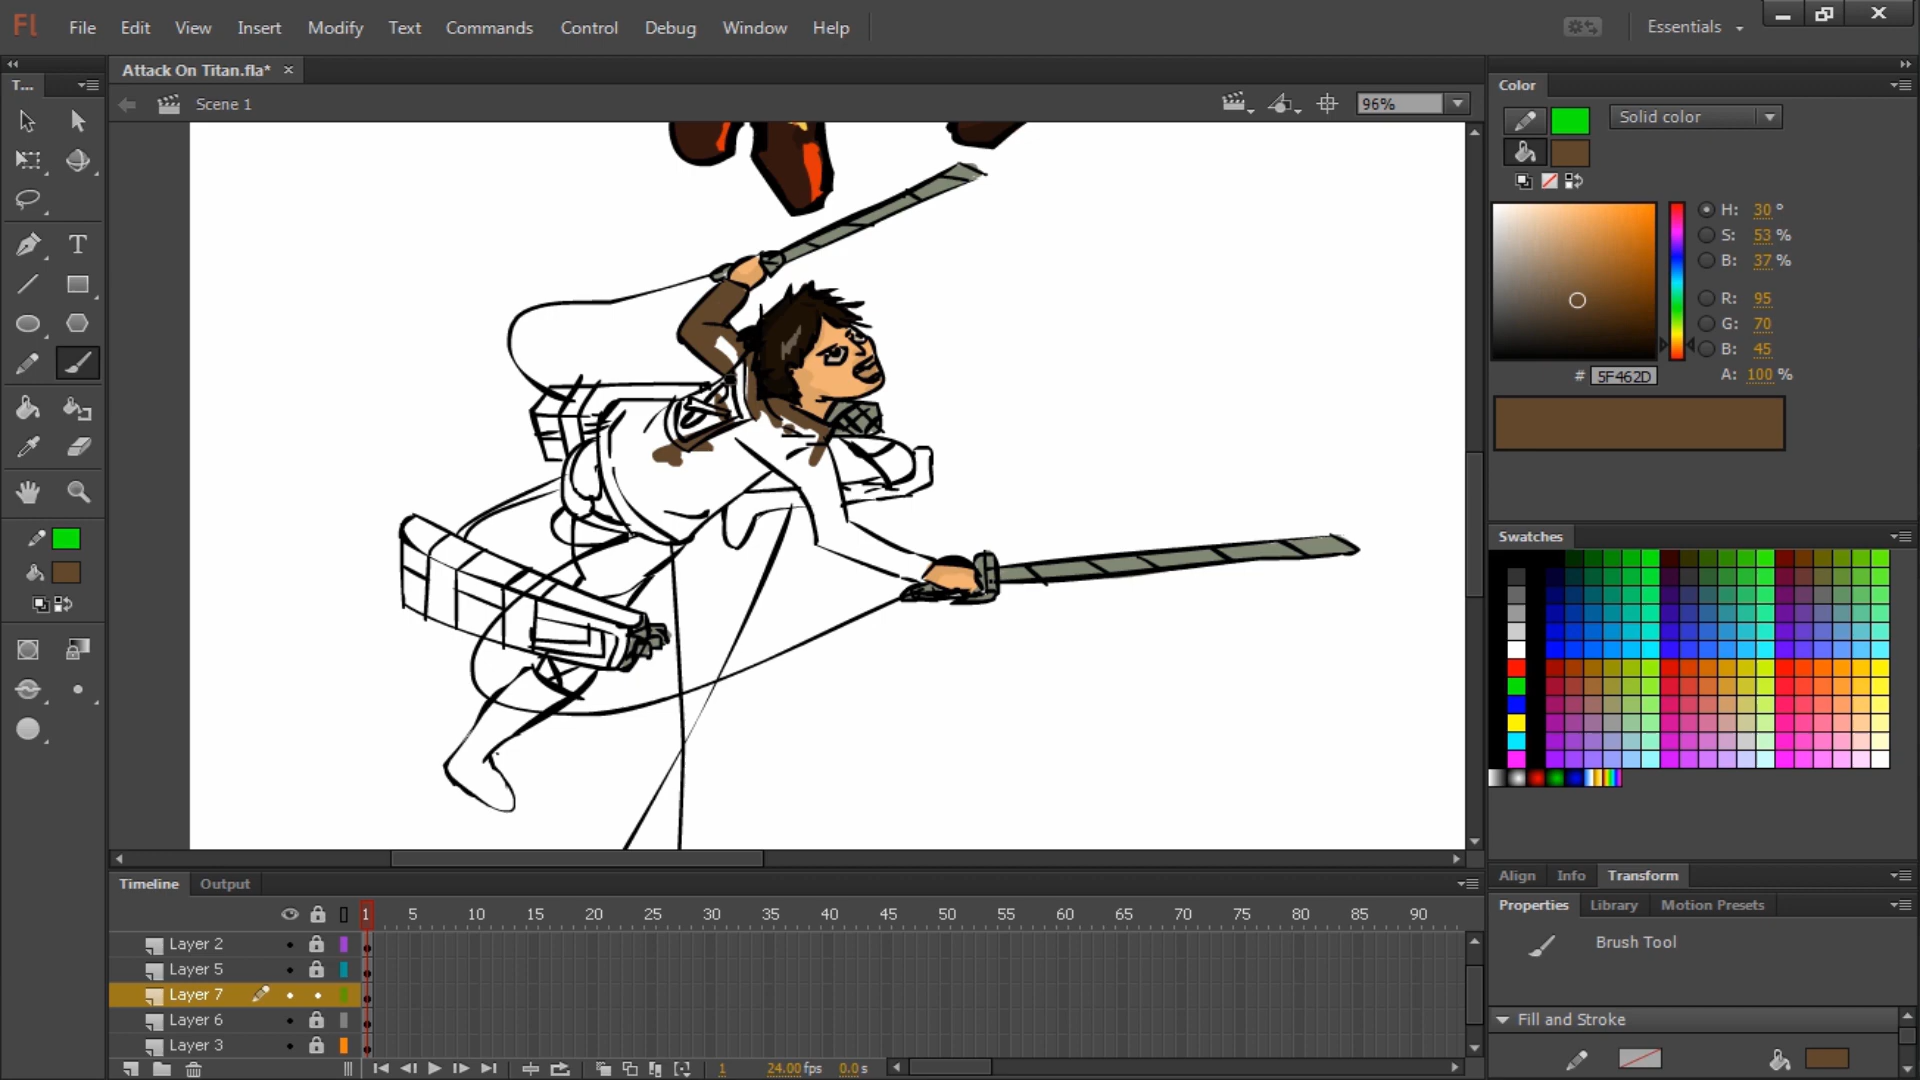 Fl File Edit View Insert Modify Text Commands Control Debug Window Help Essentials
T... Attack On Titan.fla* × Color
Scene 1 96% Solid color
H: 30 °
S: 53 %
B: 37 %
R: 95
G: 70
B: 45
# 5F462D A: 100 %
Swatches
Timeline Output Align Info Transform
Properties Library Motion Presets
1 5 10 15 20 25 30 35 40 45 50 55 60 65 70 75 80 85 90
Layer 2 Brush Tool
Layer 5
Layer 7
Layer 6 Fill and Stroke
Layer 3
1 24.00 fps 0.0 s